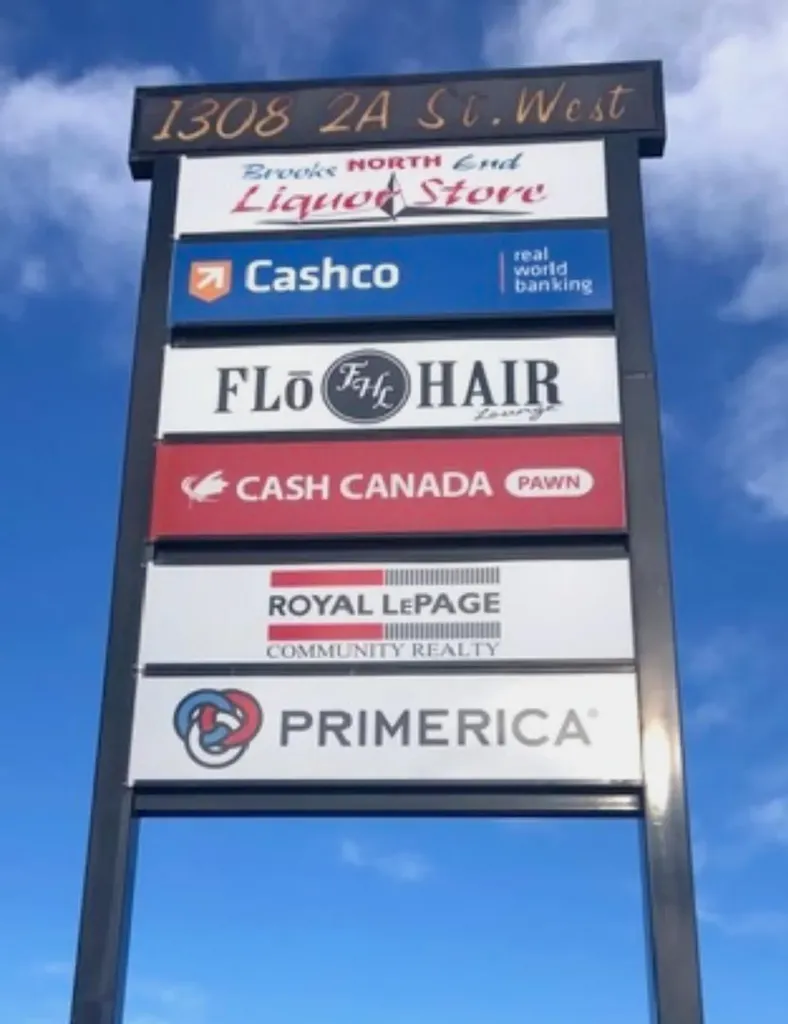 1308 2A St. West
Brooks NORTH End
Liquor Store
Cashco
real
world
banking
FLō FHL HAIR
Lounge
CASH CANADA PAWN
ROYAL LEPAGE
COMMUNITY REALTY
PRIMERICA®